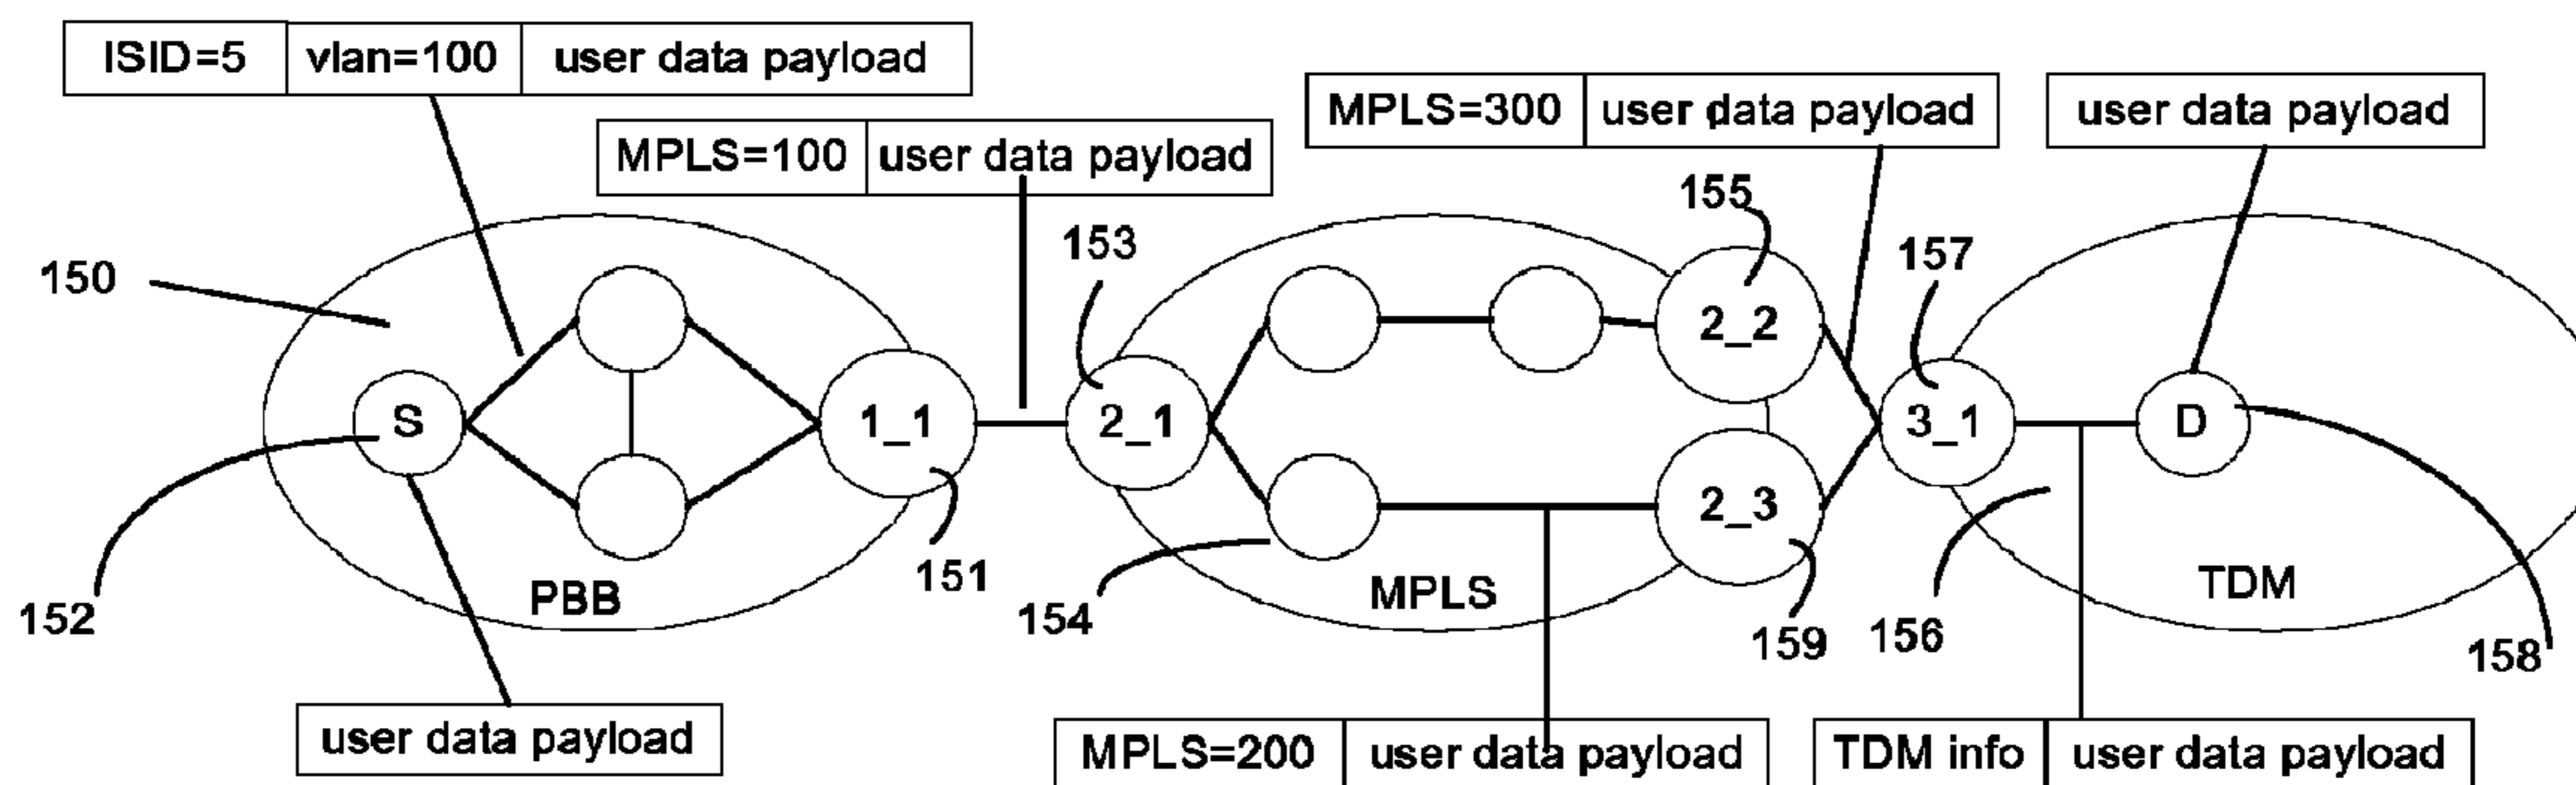 ISID=5 vlan=100 user data payload
MPLS=100 user data payload
MPLS=300 user data payload
user data payload
150
153
155
157
S
1_1
2_1
2_2
2_3
3_1
D
152
PBB
151
154
MPLS
159
156
TDM
158
user data payload
MPLS=200 user data payload
TDM info user data payload